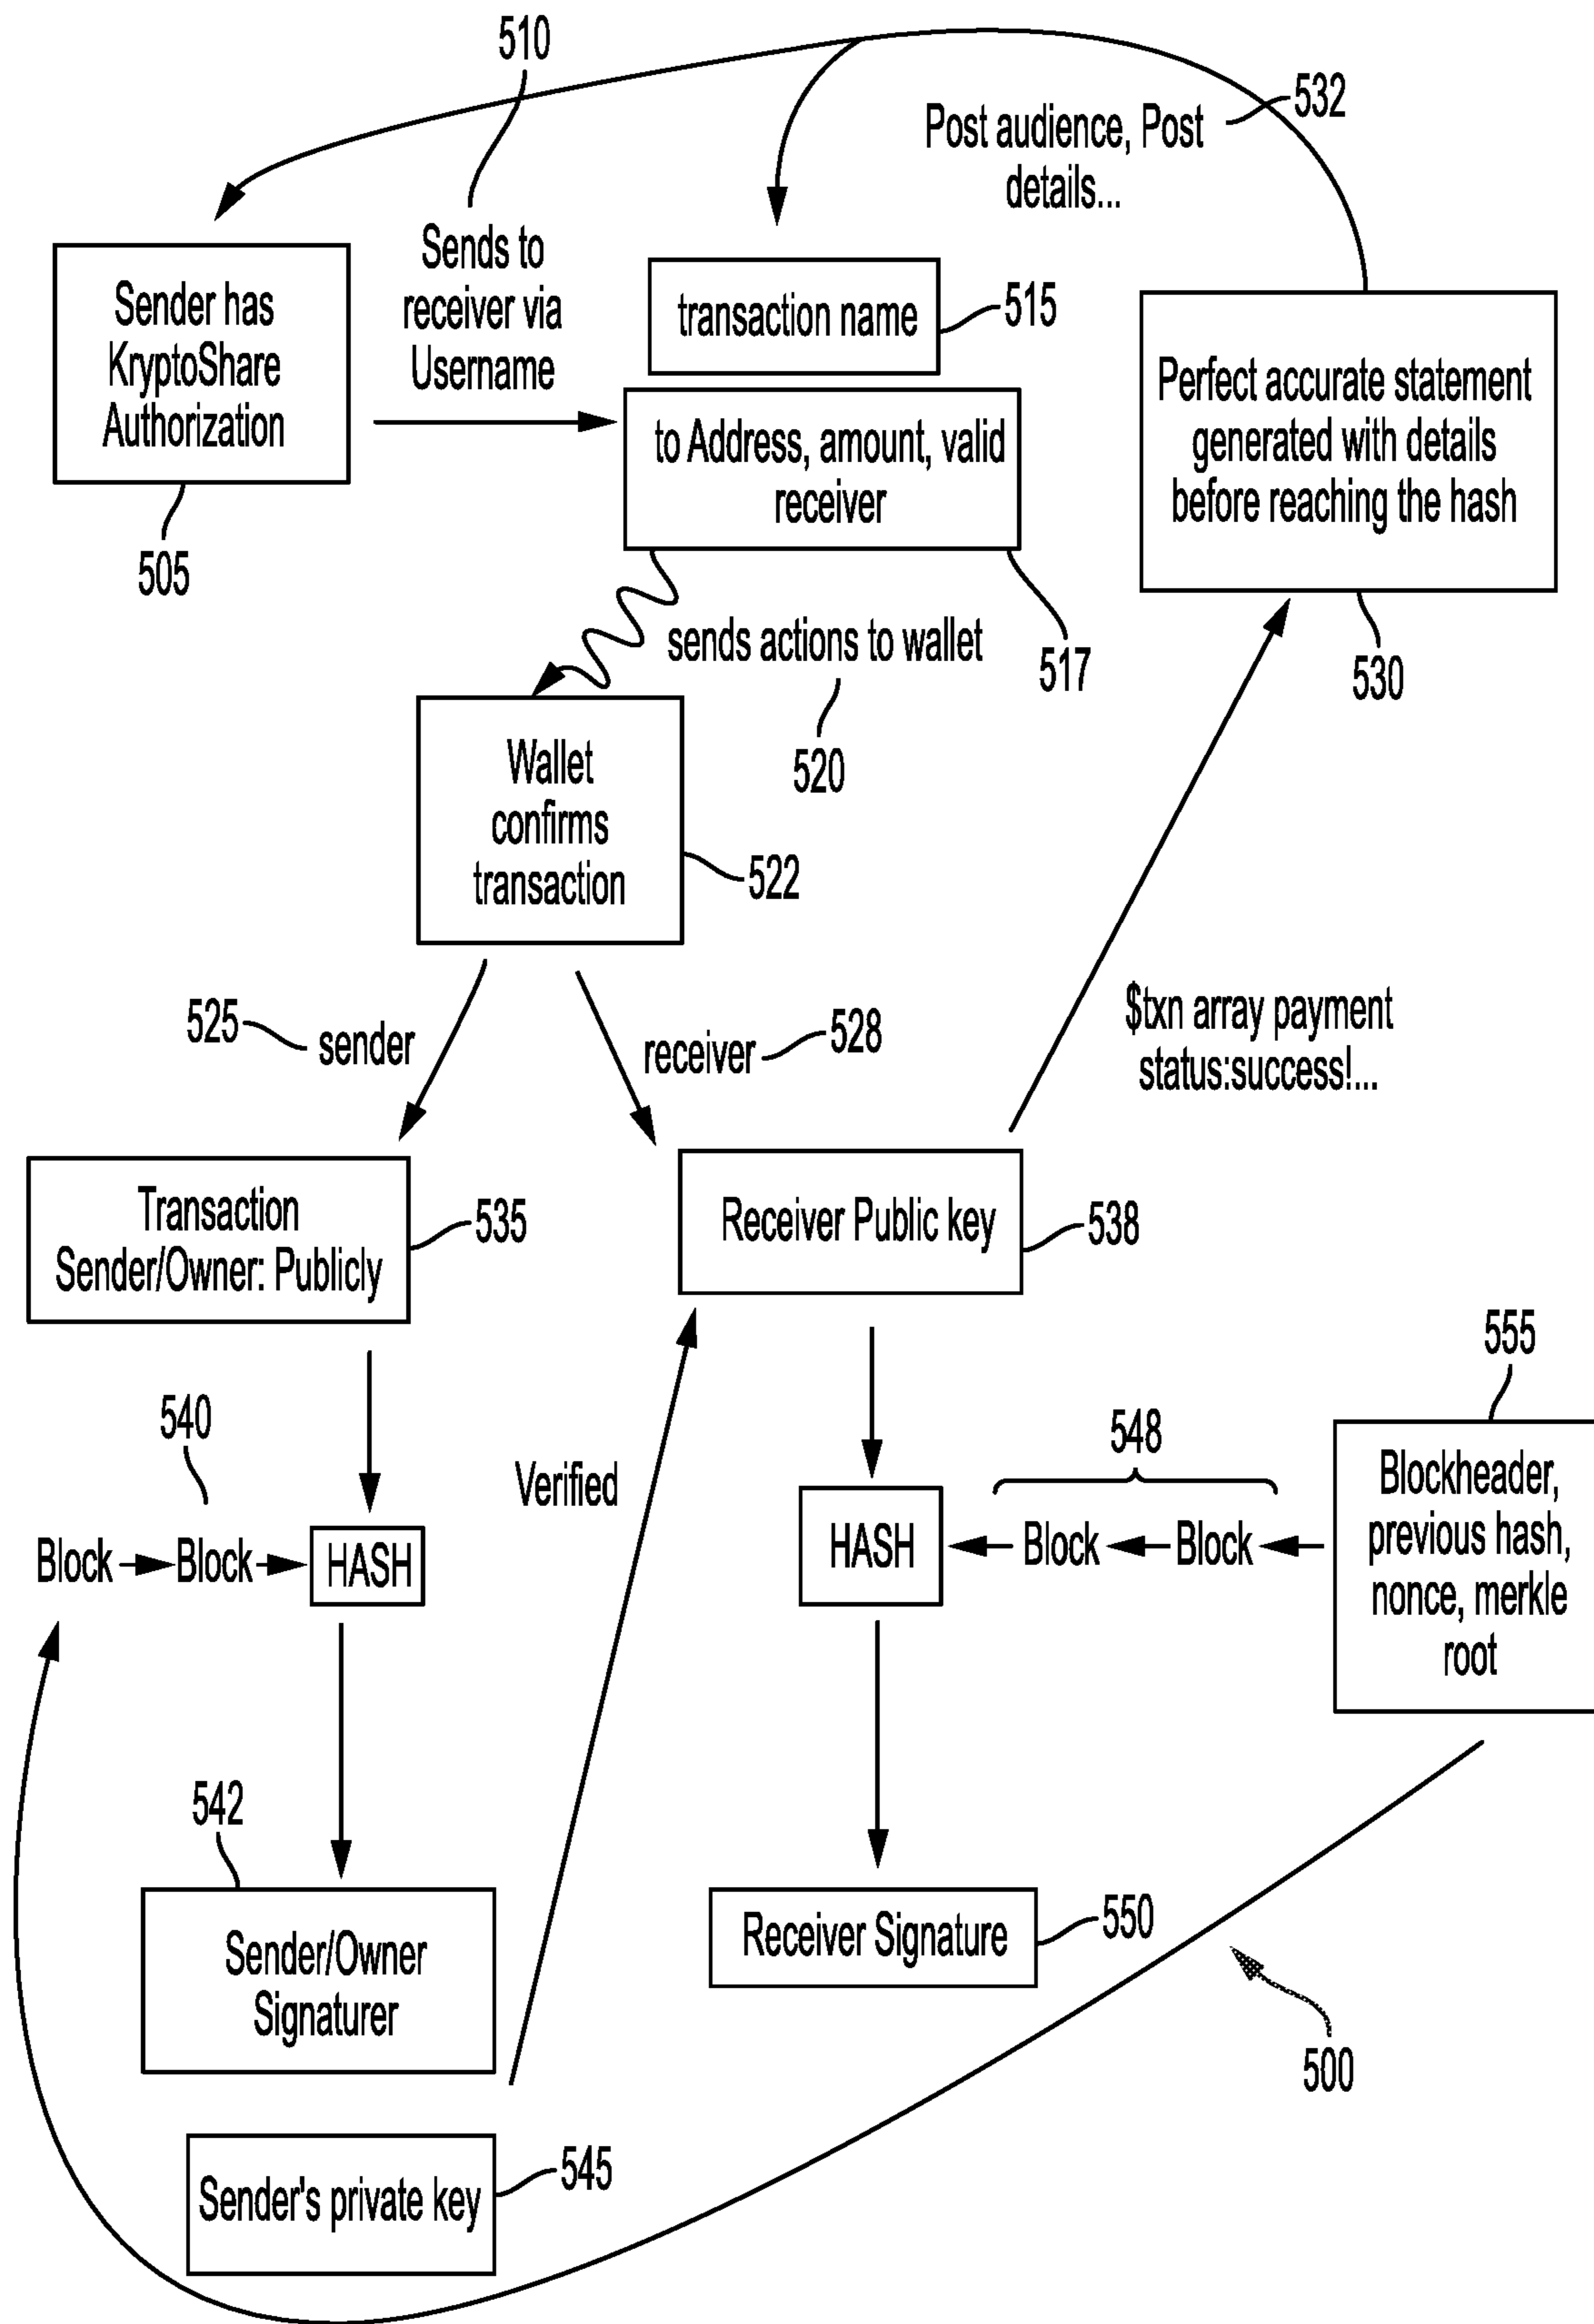 510
532
Post audience, Post
details...
Sends to
receiver via
Username
Sender has
KryptoShare
Authorization
505
transaction name
515
to Address, amount, valid
receiver
517
Perfect accurate statement
generated with details
before reaching the hash
530
sends actions to wallet
520
Wallet
confirms
transaction
522
525
sender
receiver
528
$txn array payment
status:success!...
Transaction
Sender/Owner: Publicly
535
Receiver Public key
538
540
Block
Block
HASH
Verified
HASH
548
Block
Block
555
Blockheader,
previous hash,
nonce, merkle
root
542
Sender/Owner
Signaturer
Receiver Signature
550
500
Sender's private key
545